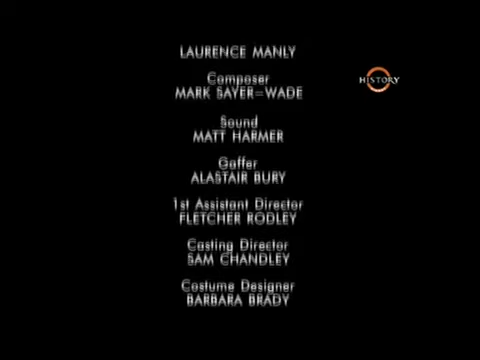 LAURENCE MANLY
Composer
MARK SAYER-WADE
HISTORY
Sound
MATT HARMER
Gaffer
ALASTAIR BURY
1st Assistant Director
FLETCHER RODLEY
Casting Director
SAM CHANDLEY
Costume Designer
BARBARA BRADY